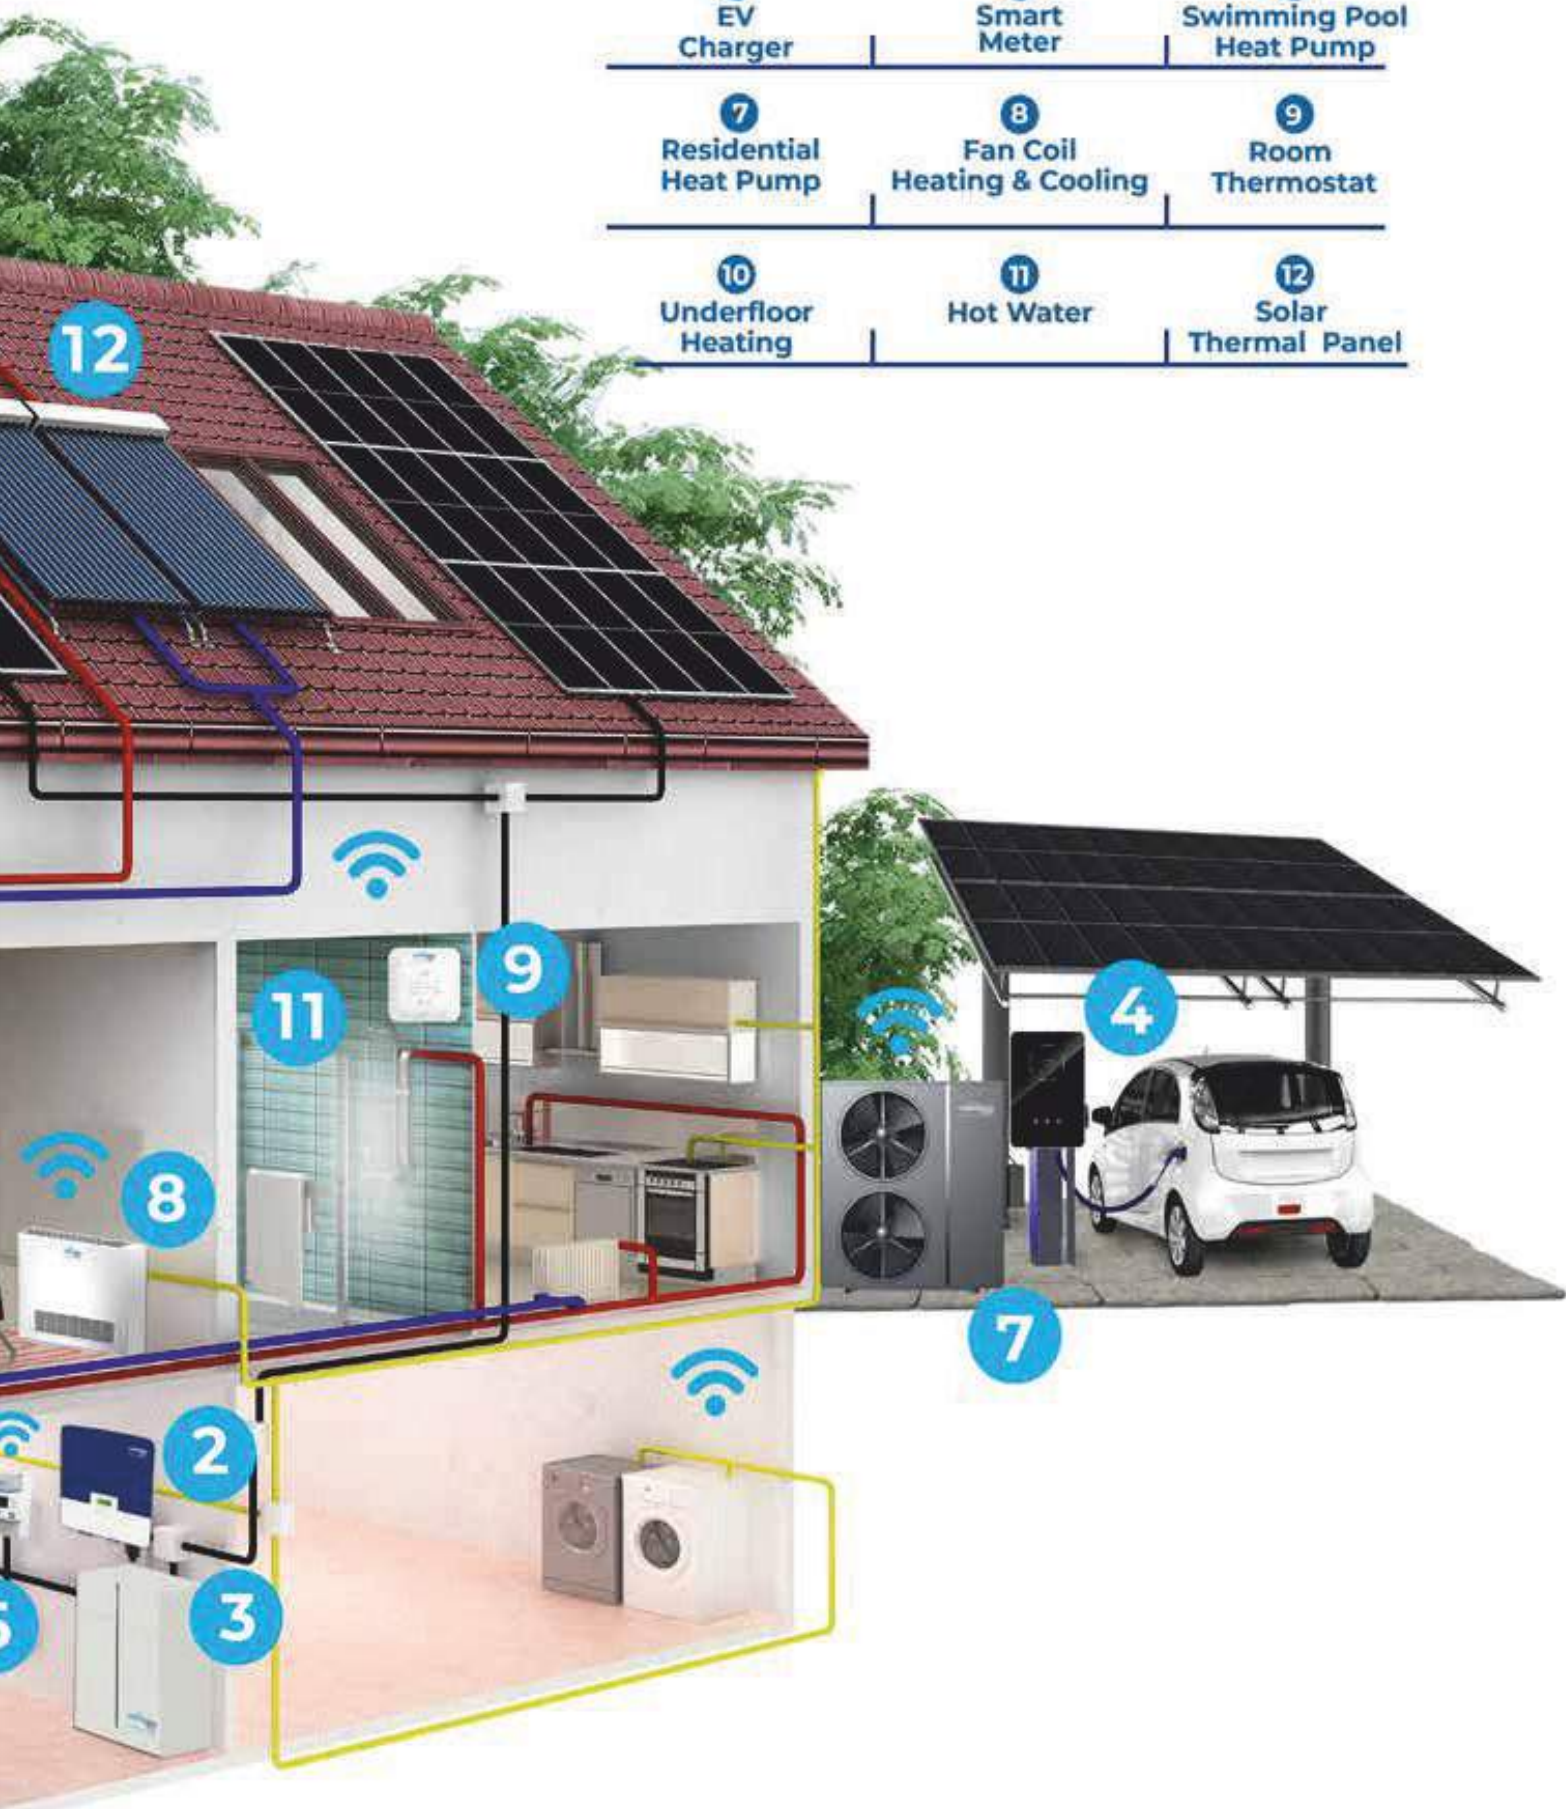 EV
Charger
Smart
Meter
Swimming Pool
Heat Pump
7
Residential
Heat Pump
8
Fan Coil
Heating & Cooling
9
Room
Thermostat
10
Underfloor
Heating
11
Hot Water
12
Solar
Thermal Panel
12
9
11
4
8
7
2
3
5